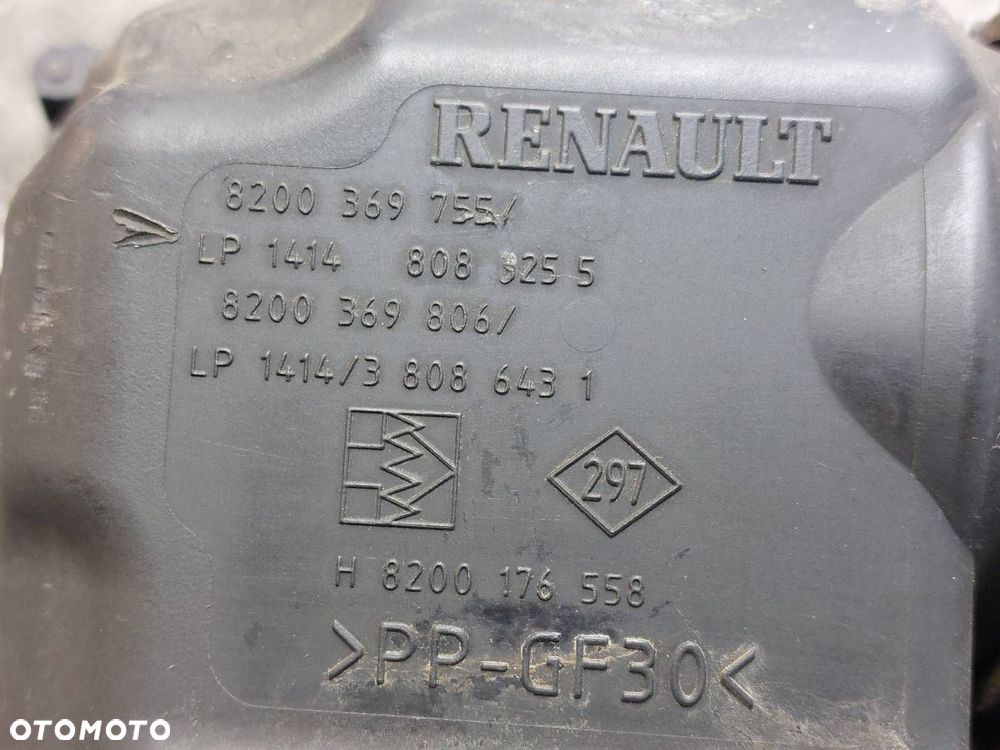 RENAULT
8200 369 755/
LP 1414 808 325 5
8200 369 806/
LP 1414/3 808 643 1
297
H 8200 176 558
>PP-GF30<
OTOMOTO
OTOMOTO